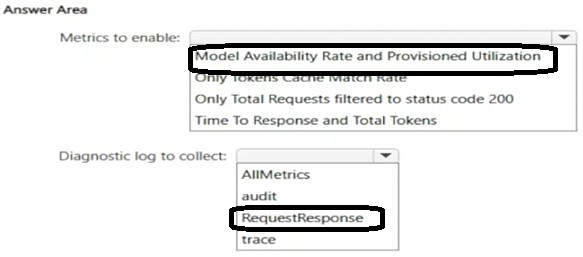 Answer Area
Metrics to enable:
Model Availability Rate and Provisioned Utilization
Only Tokens Cache Match Rate
Only Total Requests filtered to status code 200
Time To Response and Total Tokens
Diagnostic log to collect:
AllMetrics
audit
RequestResponse
trace